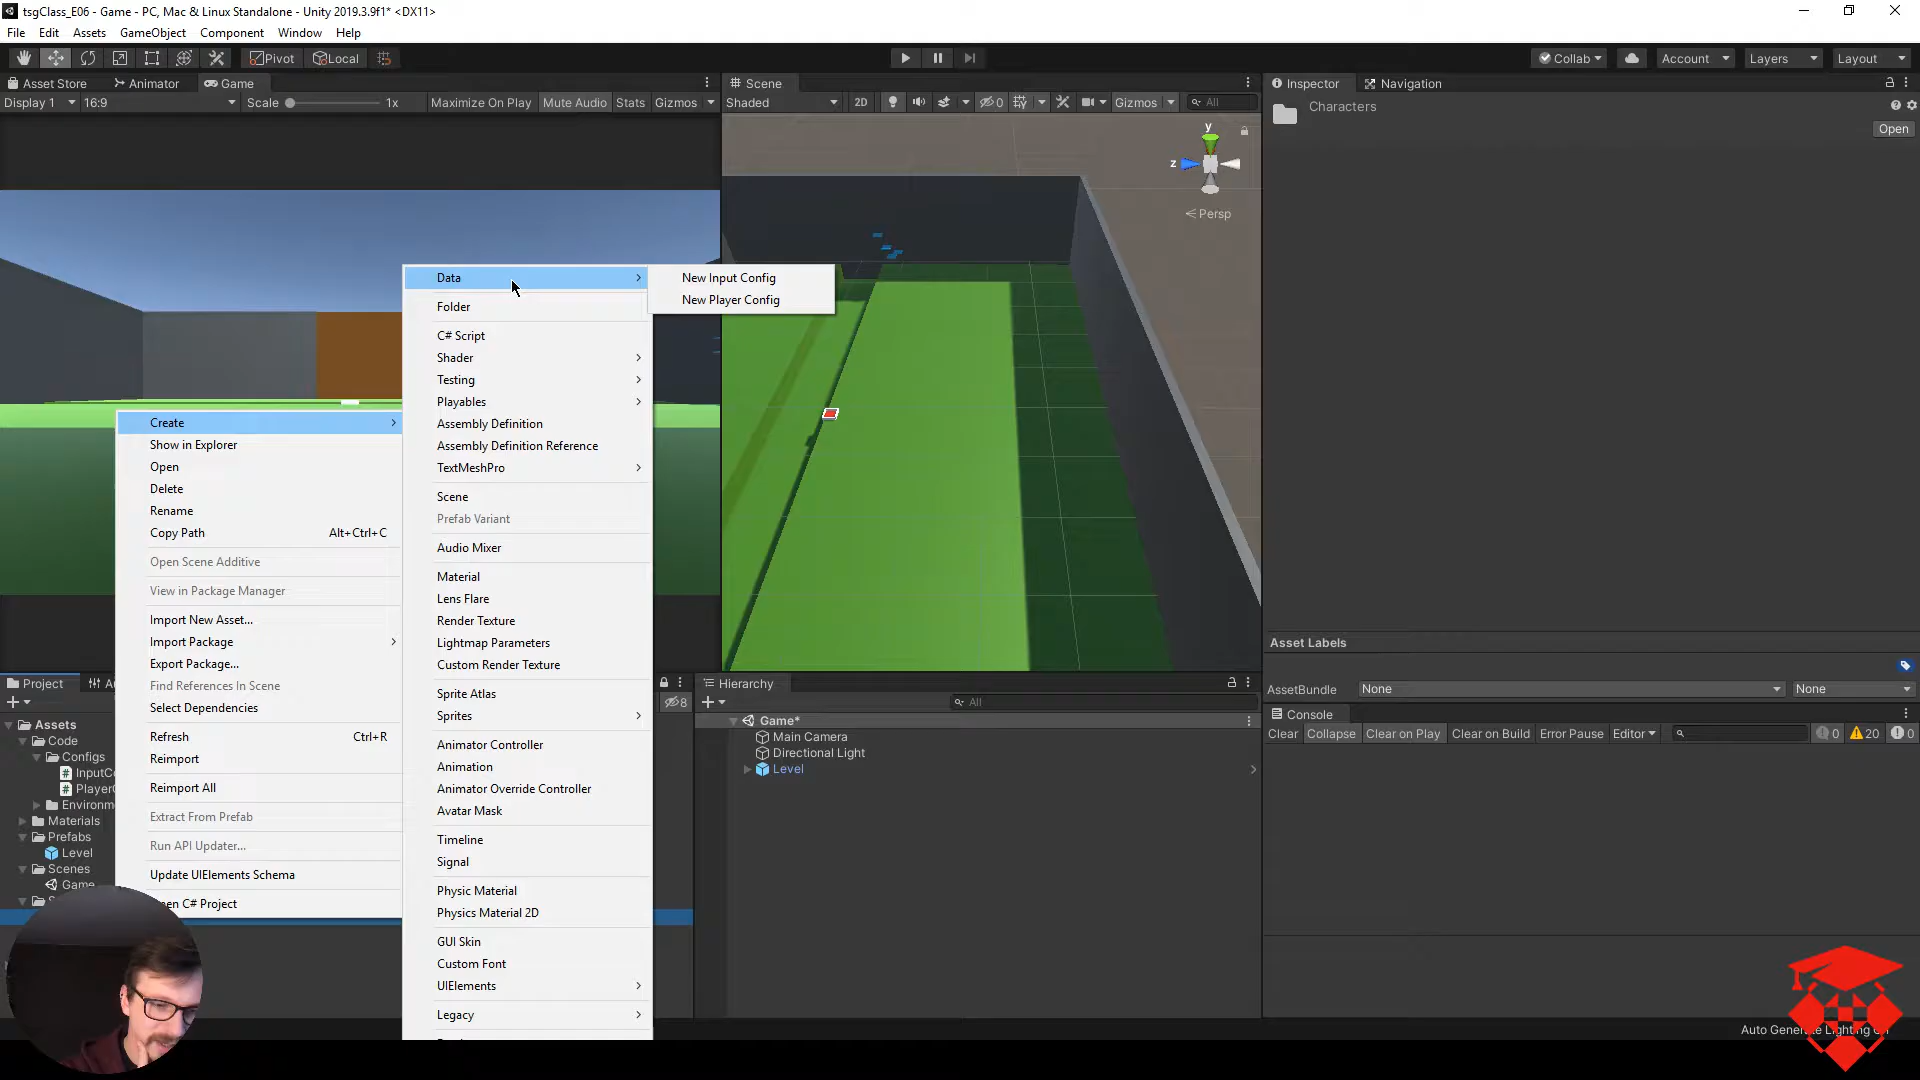 tsgClass_E06 - Game - PC, Mac & Linux Standalone - Unity 2019.3.9f1* <DX11>
File Edit Assets GameObject Component Window Help
Pivot Local Collab Account Layers Layout
Asset Store Animator Game
Scene
Inspector Navigation
Display 1 16:9 Scale 1x Maximize On Play Mute Audio Stats Gizmos
Shaded 2D 0 Gizmos All
Characters
Open
y
z
Persp
Data
New Input Config
New Player Config
Folder
C# Script
Shader
Testing
Playables
Assembly Definition
Assembly Definition Reference
TextMeshPro
Scene
Prefab Variant
Audio Mixer
Material
Lens Flare
Render Texture
Lightmap Parameters
Custom Render Texture
Sprite Atlas
Sprites
Animator Controller
Animation
Animator Override Controller
Avatar Mask
Timeline
Signal
Physic Material
Physics Material 2D
GUI Skin
Custom Font
UIElements
Legacy
Create
Show in Explorer
Open
Delete
Rename
Copy Path Alt+Ctrl+C
Open Scene Additive
View in Package Manager
Import New Asset...
Import Package
Export Package...
Find References In Scene
Select Dependencies
Refresh Ctrl+R
Reimport
Reimport All
Extract From Prefab
Run API Updater...
Update UIElements Schema
en C# Project
Project
8
Assets
Code
Configs
InputCo
Player
Environm
Materials
Prefabs
Level
Scenes
Game
Hierarchy
All
Game*
Main Camera
Directional Light
Level
Asset Labels
AssetBundle None None
Console
Clear Collapse Clear on Play Clear on Build Error Pause Editor 0 20 0
Auto Generate Lighting